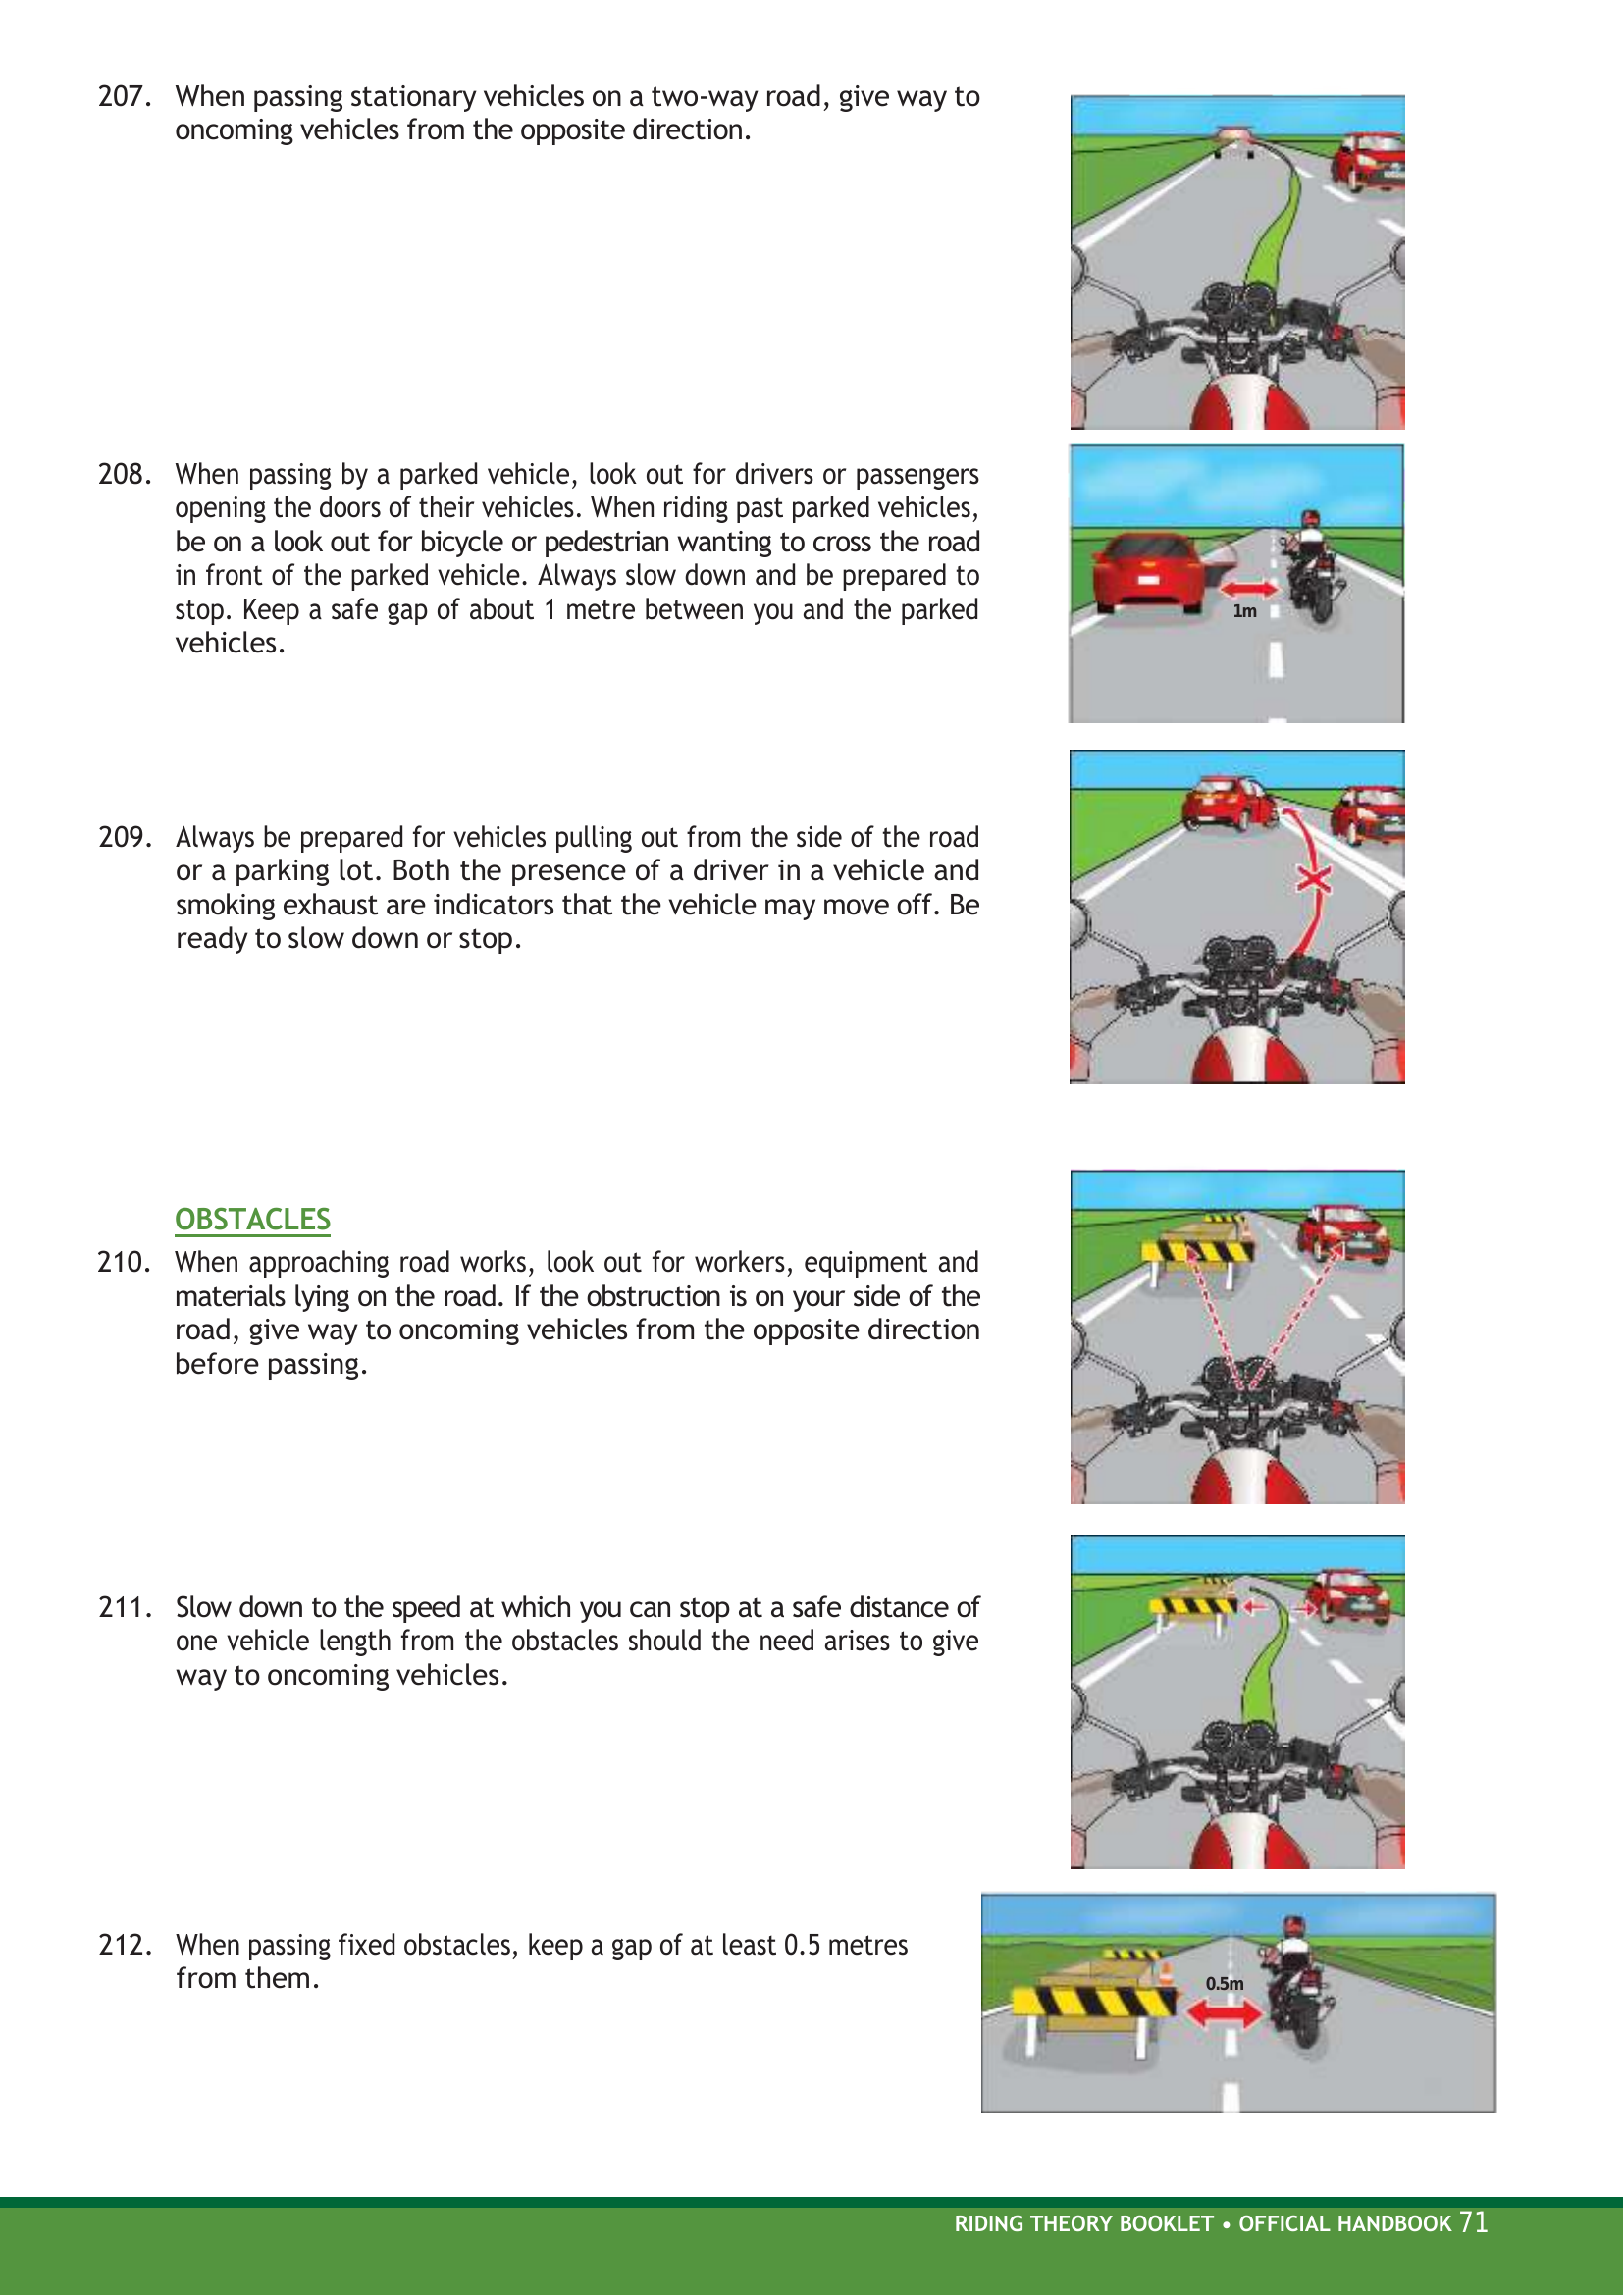 207. When passing stationary vehicles on a two-way road, give way to
oncoming vehicles from the opposite direction.
208. When passing by a parked vehicle, look out for drivers or passengers
opening the doors of their vehicles. When riding past parked vehicles,
be on a look out for bicycle or pedestrian wanting to cross the road
in front of the parked vehicle. Always slow down and be prepared to
stop. Keep a safe gap of about 1 metre between you and the parked
vehicles.
1m
209. Always be prepared for vehicles pulling out from the side of the road
or a parking lot. Both the presence of a driver in a vehicle and
smoking exhaust are indicators that the vehicle may move off. Be
ready to slow down or stop.
OBSTACLES
210. When approaching road works, look out for workers, equipment and
materials lying on the road. If the obstruction is on your side of the
road, give way to oncoming vehicles from the opposite direction
before passing.
211. Slow down to the speed at which you can stop at a safe distance of
one vehicle length from the obstacles should the need arises to give
way to oncoming vehicles.
212. When passing fixed obstacles, keep a gap of at least 0.5 metres
from them.
0.5m
RIDING THEORY BOOKLET • OFFICIAL HANDBOOK 71